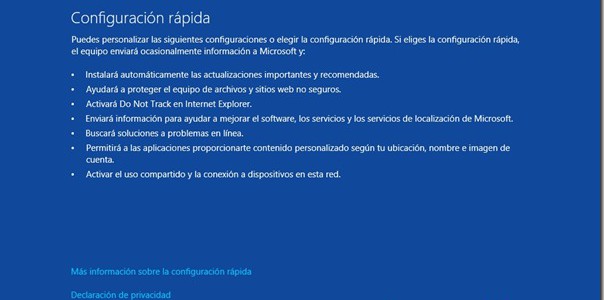 Configuración rápida
Puedes personalizar las siguientes configuraciones o elegir la configuración rápida. Si eliges la configuración rápida,
el equipo enviará ocasionalmente información a Microsoft y:
• Instalará automáticamente las actualizaciones importantes y recomendadas.
• Ayudará a proteger el equipo de archivos y sitios web no seguros.
• Activará Do Not Track en Internet Explorer.
• Enviará información para ayudar a mejorar el software, los servicios y los servicios de localización de Microsoft.
• Buscará soluciones a problemas en línea.
• Permitirá a las aplicaciones proporcionarte contenido personalizado según tu ubicación, nombre e imagen de
cuenta.
• Activar el uso compartido y la conexión a dispositivos en esta red.
Más información sobre la configuración rápida
Declaración de privacidad